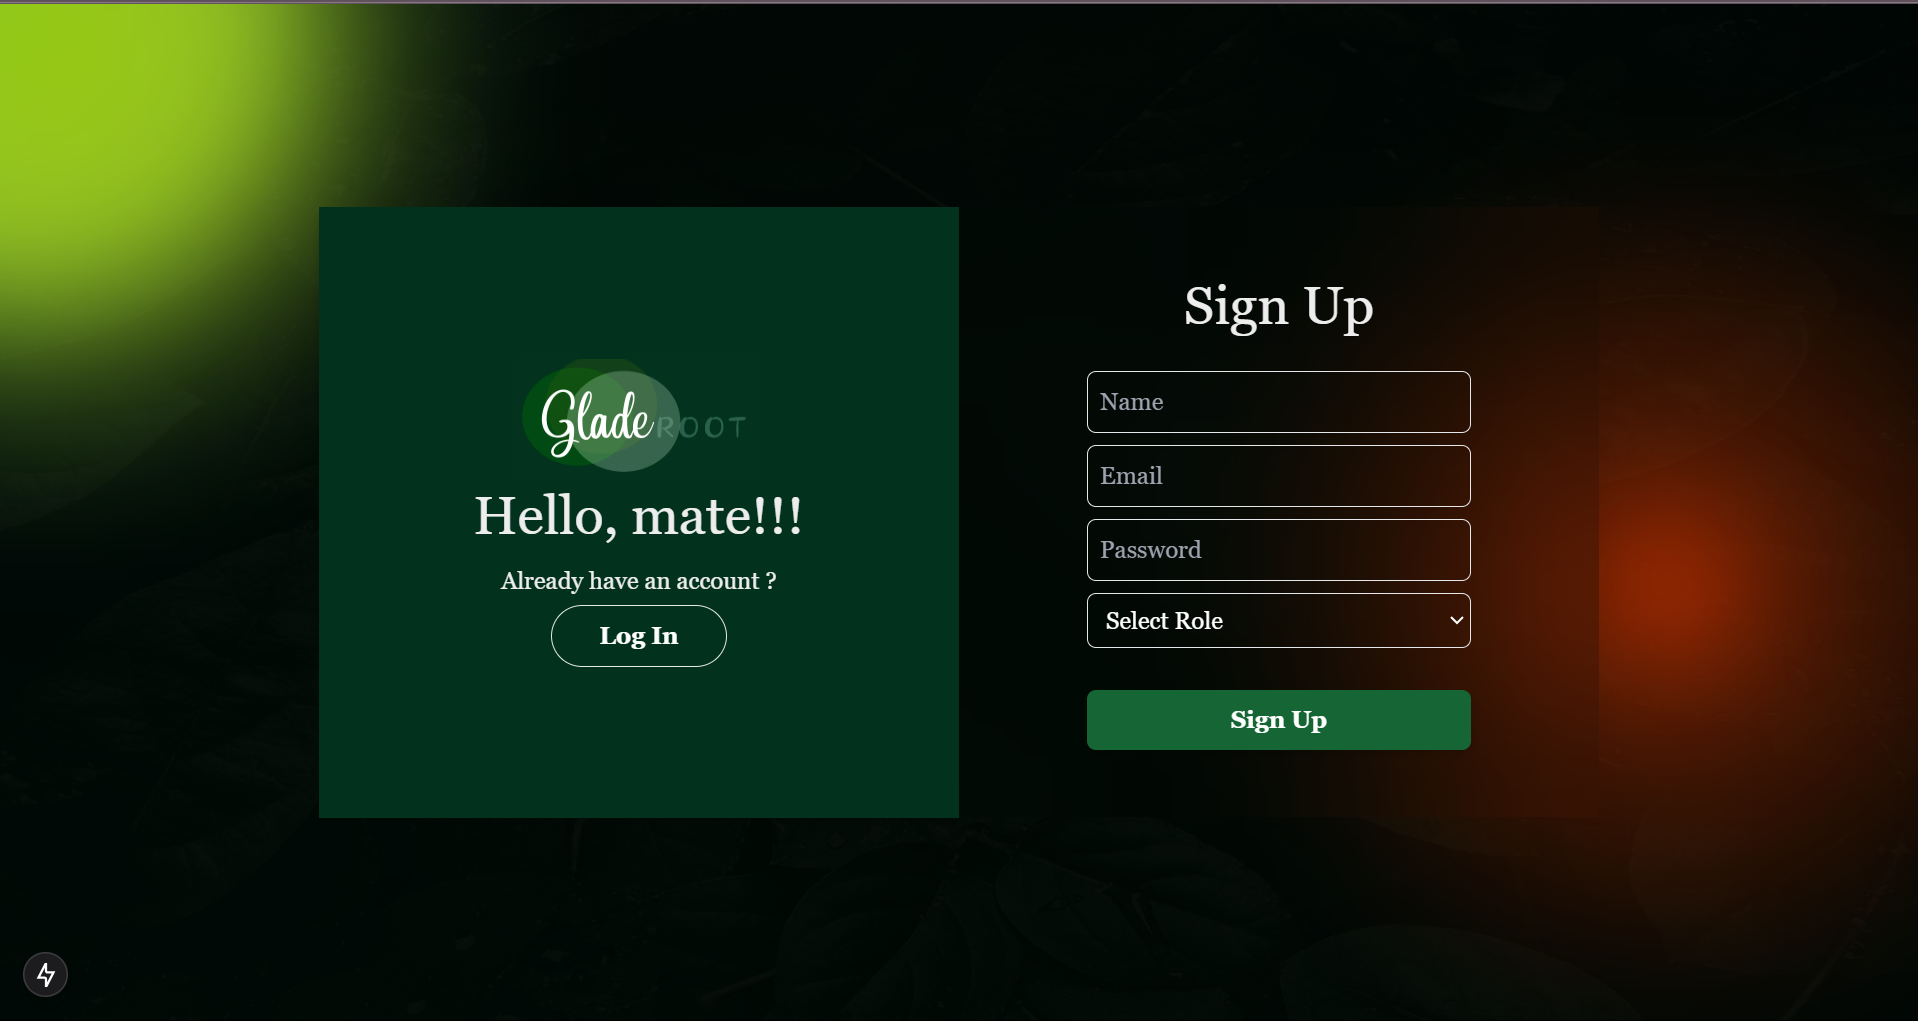 Glade ROOT
Hello, mate!!!
Already have an account ?
Log In
Sign Up
Name
Email
Password
Select Role
Sign Up